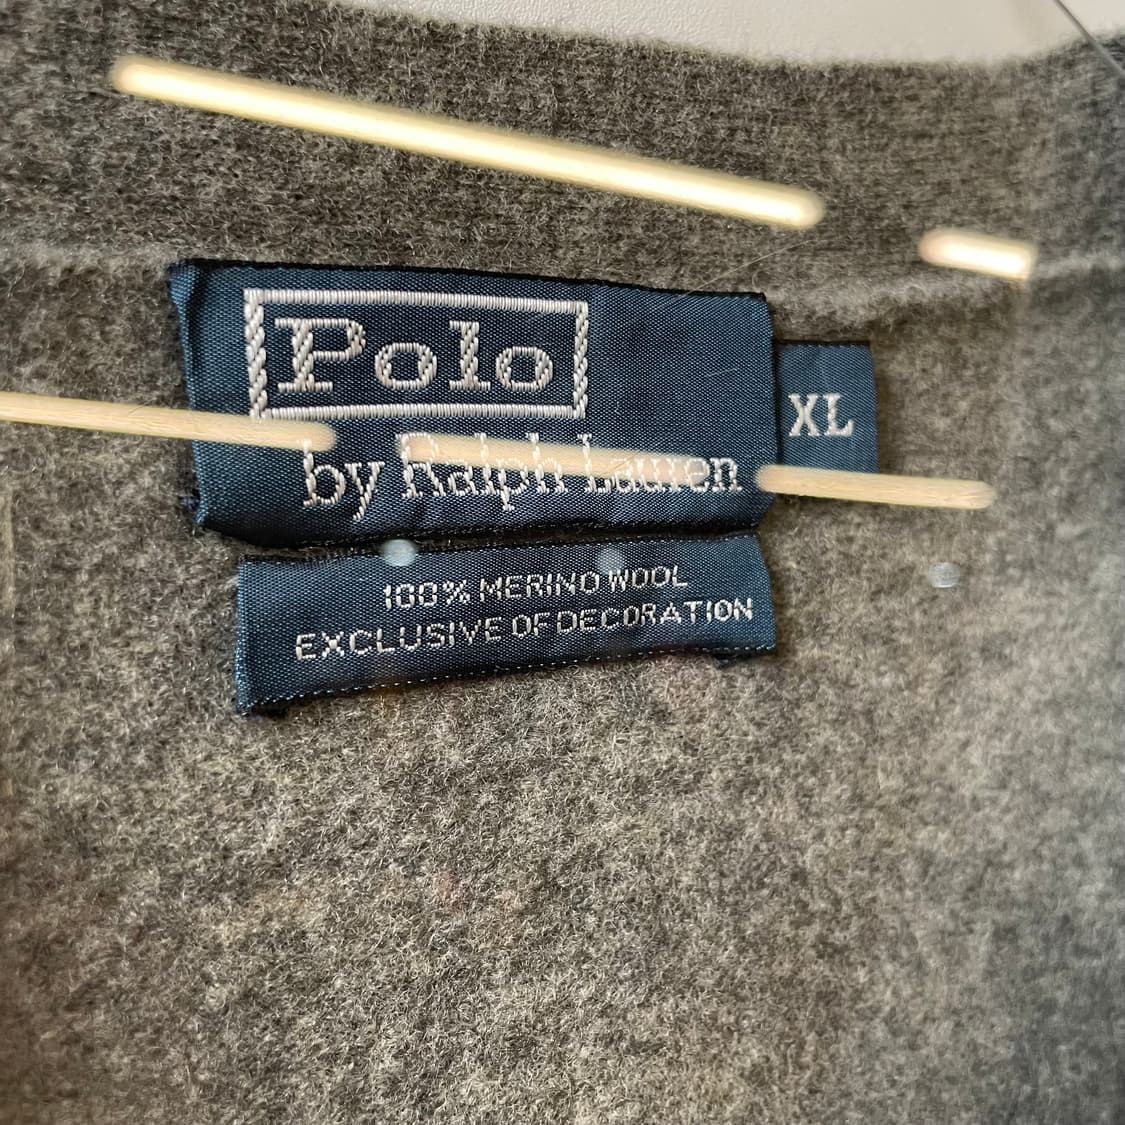 Polo
by Ralph Lauren
XL
100% MERINO WOOL
EXCLUSIVE OF DECORATION